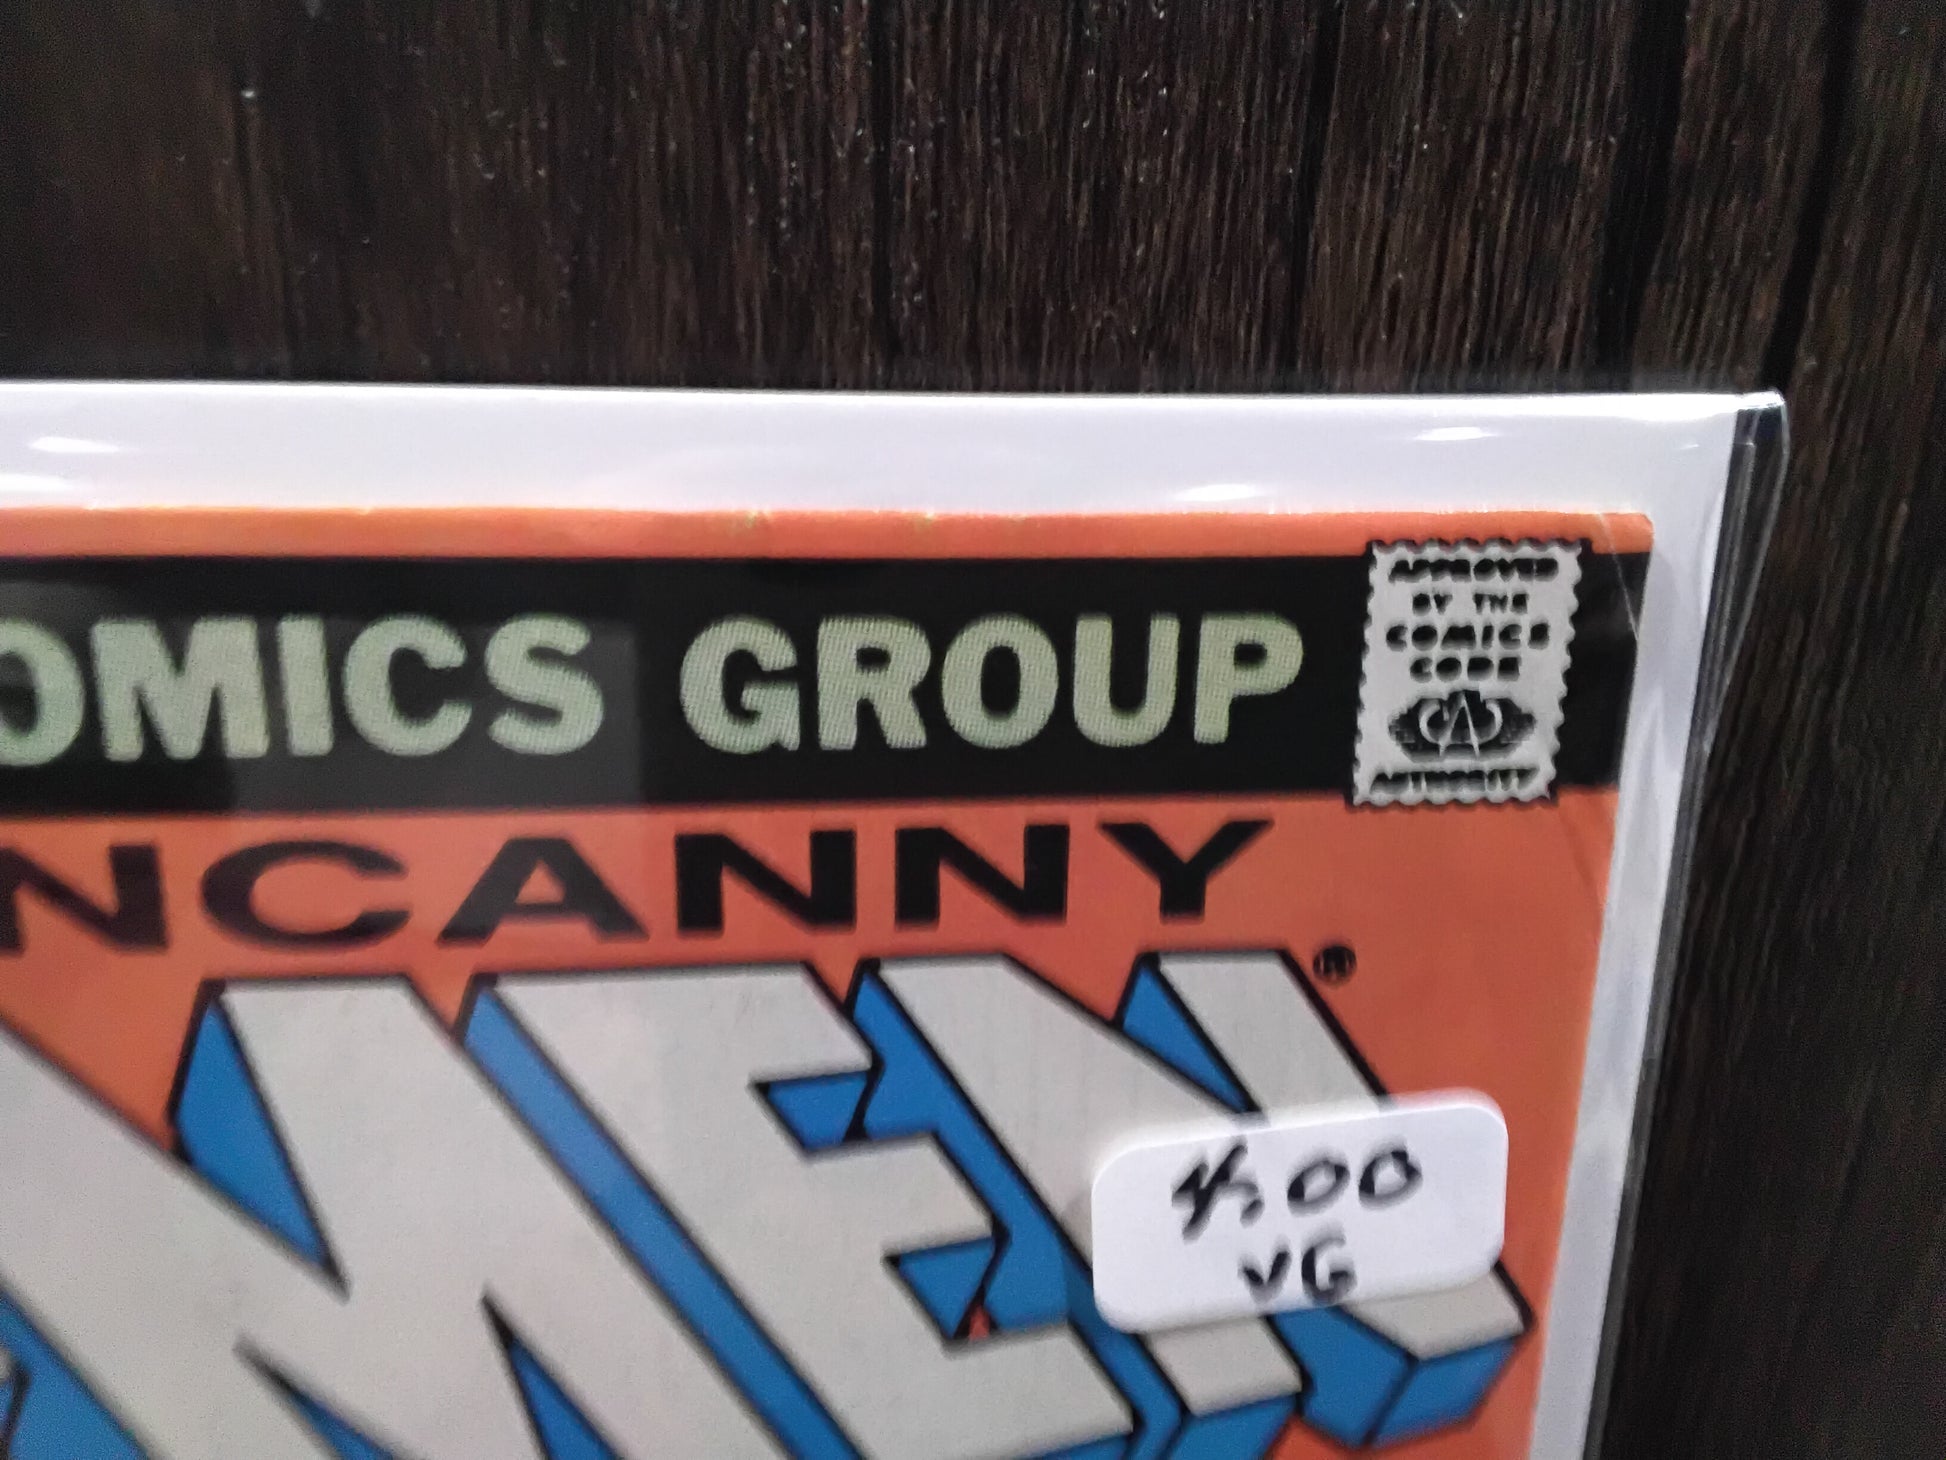 OMICS GROUP
APPROVED
BY THE
COMICS
CODE
CA
AUTHORITY
NCANNY
MEN®
4.00
VG